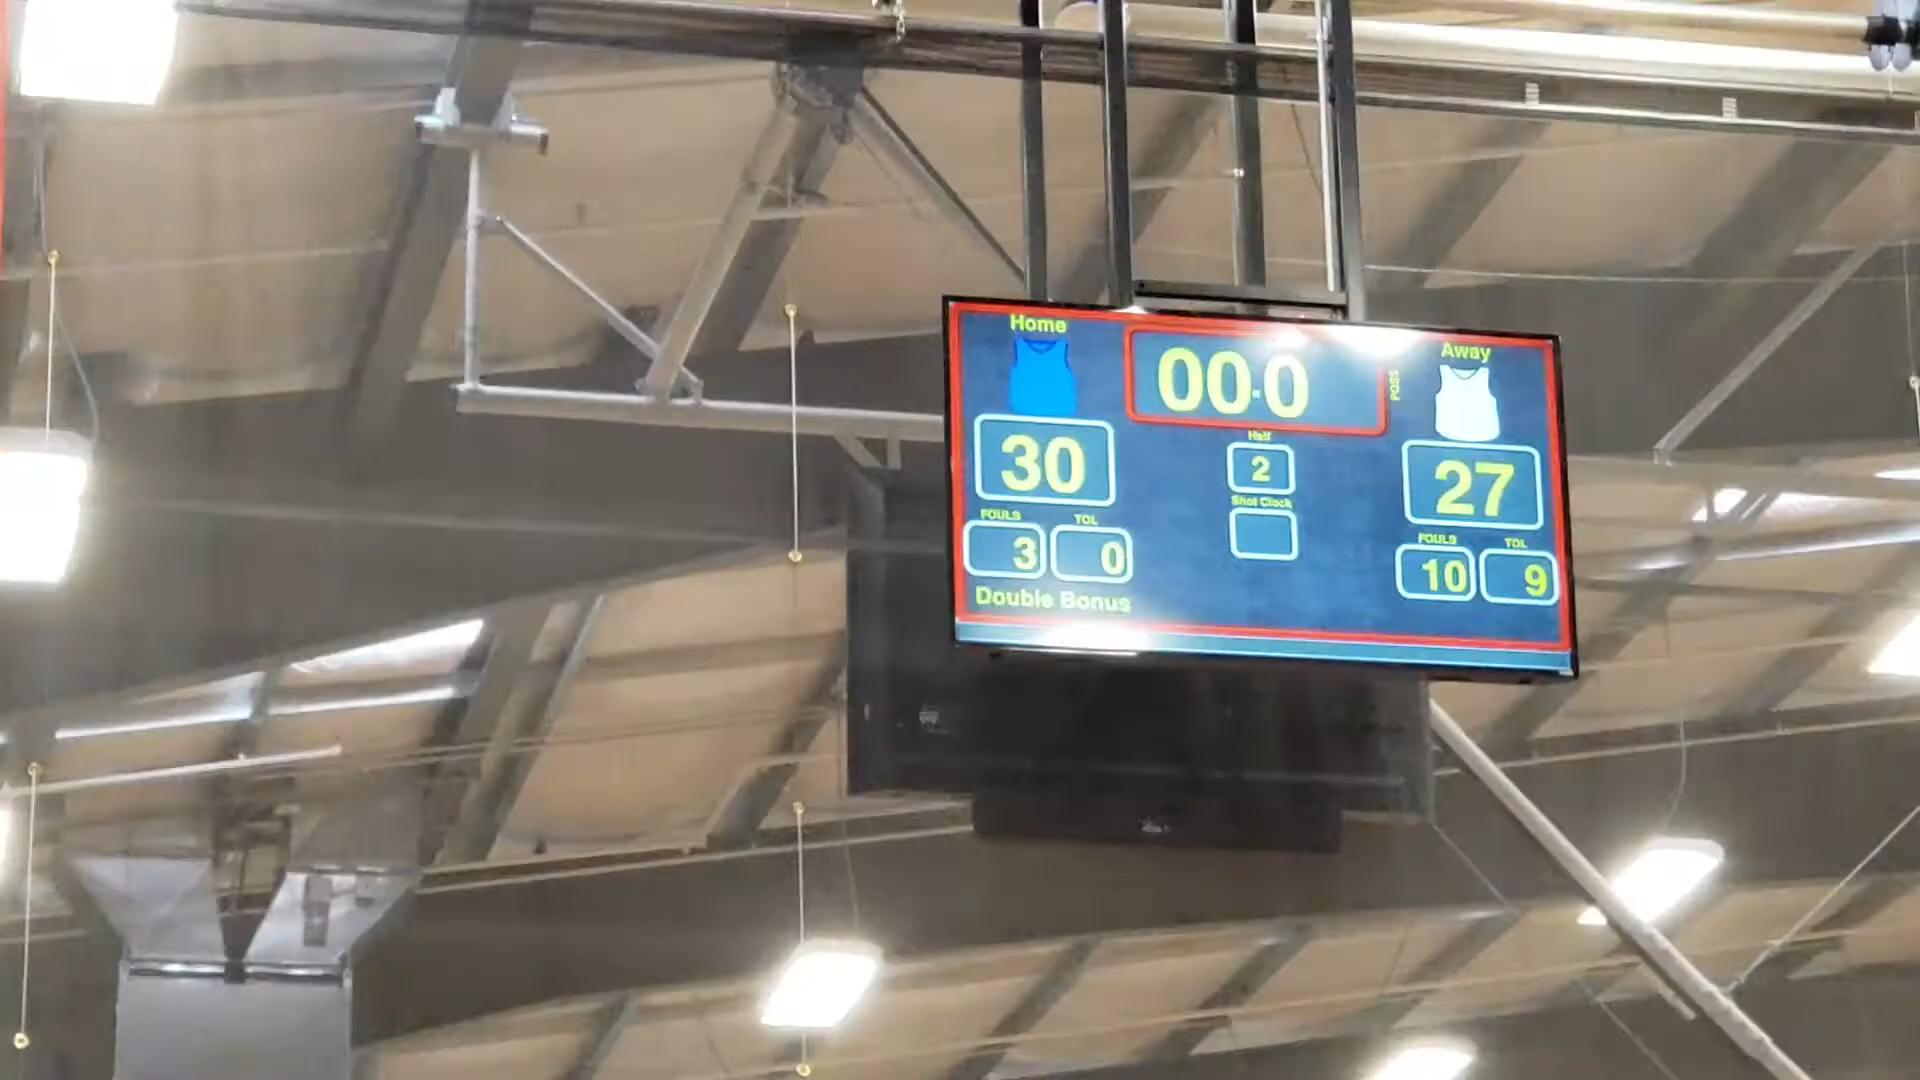 Home
00.0
POSS
Away
30
Half
2
27
Shot Clock
FOULS
TOL
3
0
FOULS
TOL
10
9
Double Bonus